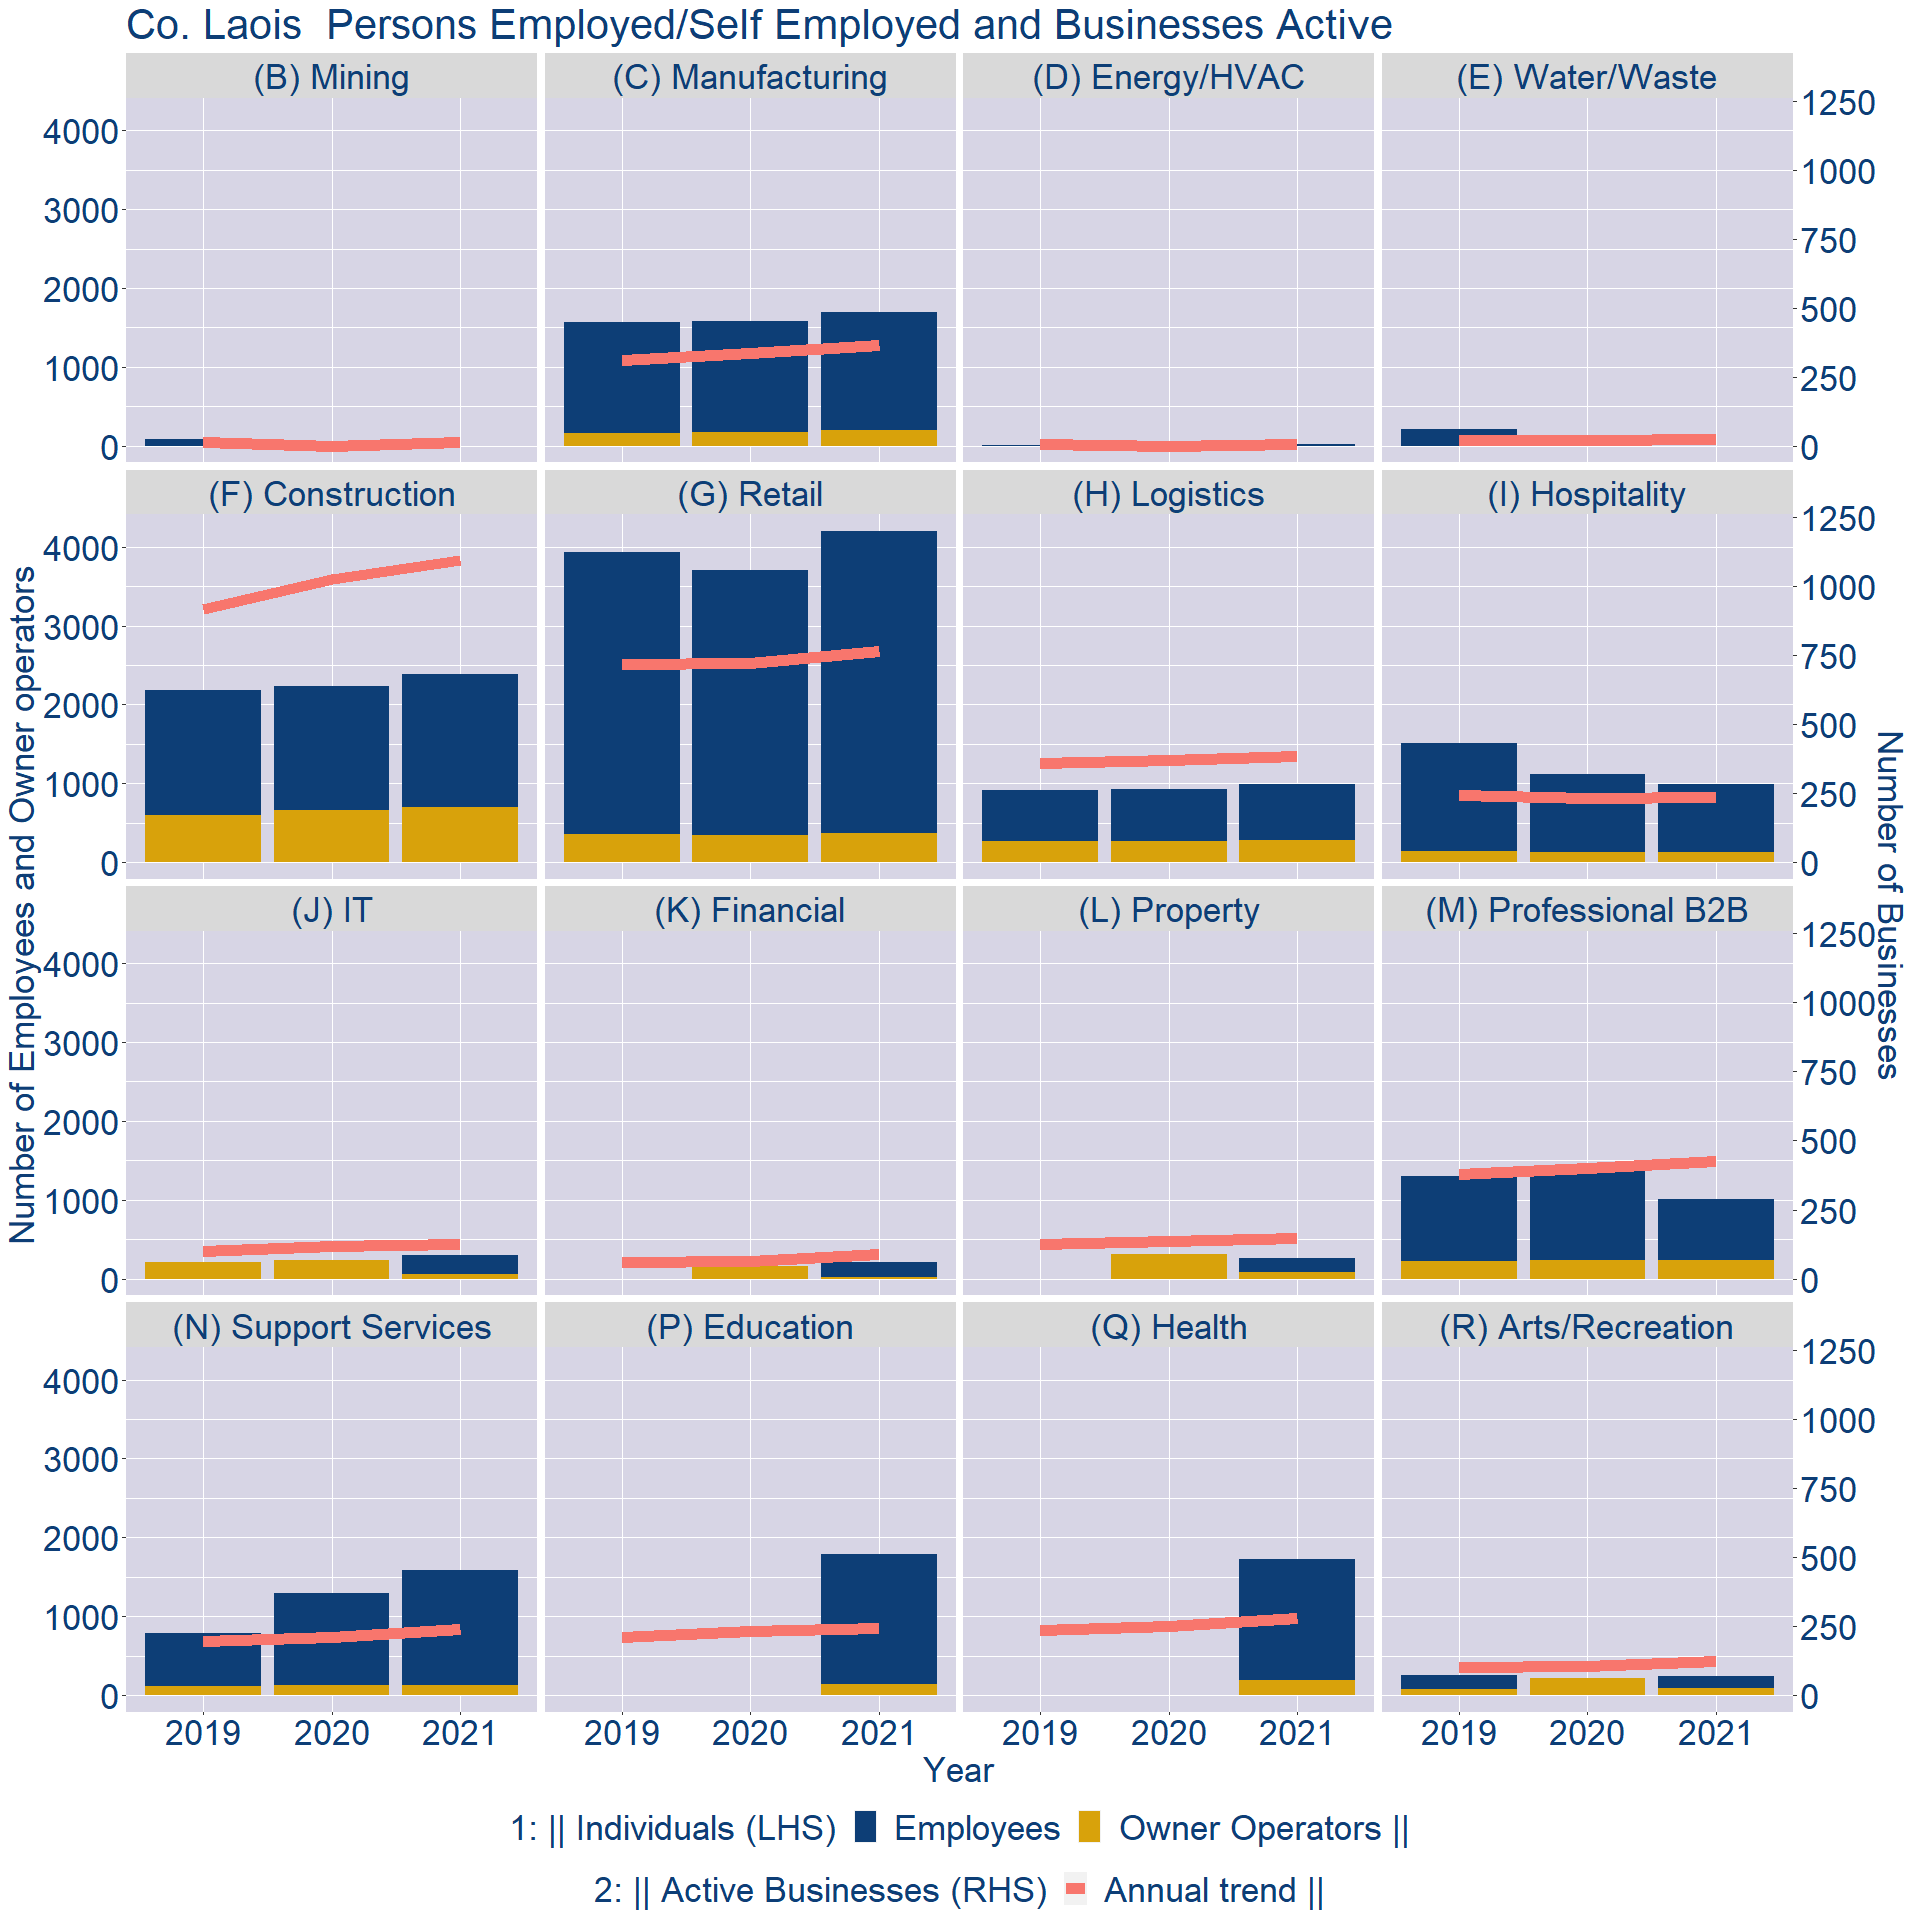 Co. Laois  Persons Employed/Self Employed and Businesses Active
(B) Mining (C) Manufacturing (D) Energy/HVAC (E) Water/Waste
4000 1250
3000 1000
2000 750
1000 500
0 250
0
(F) Construction (G) Retail (H) Logistics (I) Hospitality
4000 1250
3000 1000
2000 750
1000 500
0 250
0
Number of Employees and Owner operators
Number of Businesses
(J) IT (K) Financial (L) Property (M) Professional B2B
4000 1250
3000 1000
2000 750
1000 500
0 250
0
(N) Support Services (P) Education (Q) Health (R) Arts/Recreation
4000 1250
3000 1000
2000 750
1000 500
0 250
0
2019 2020 2021 2019 2020 2021 2019 2020 2021 2019 2020 2021
Year
1: || Individuals (LHS) Employees Owner Operators ||
2: || Active Businesses (RHS) Annual trend ||